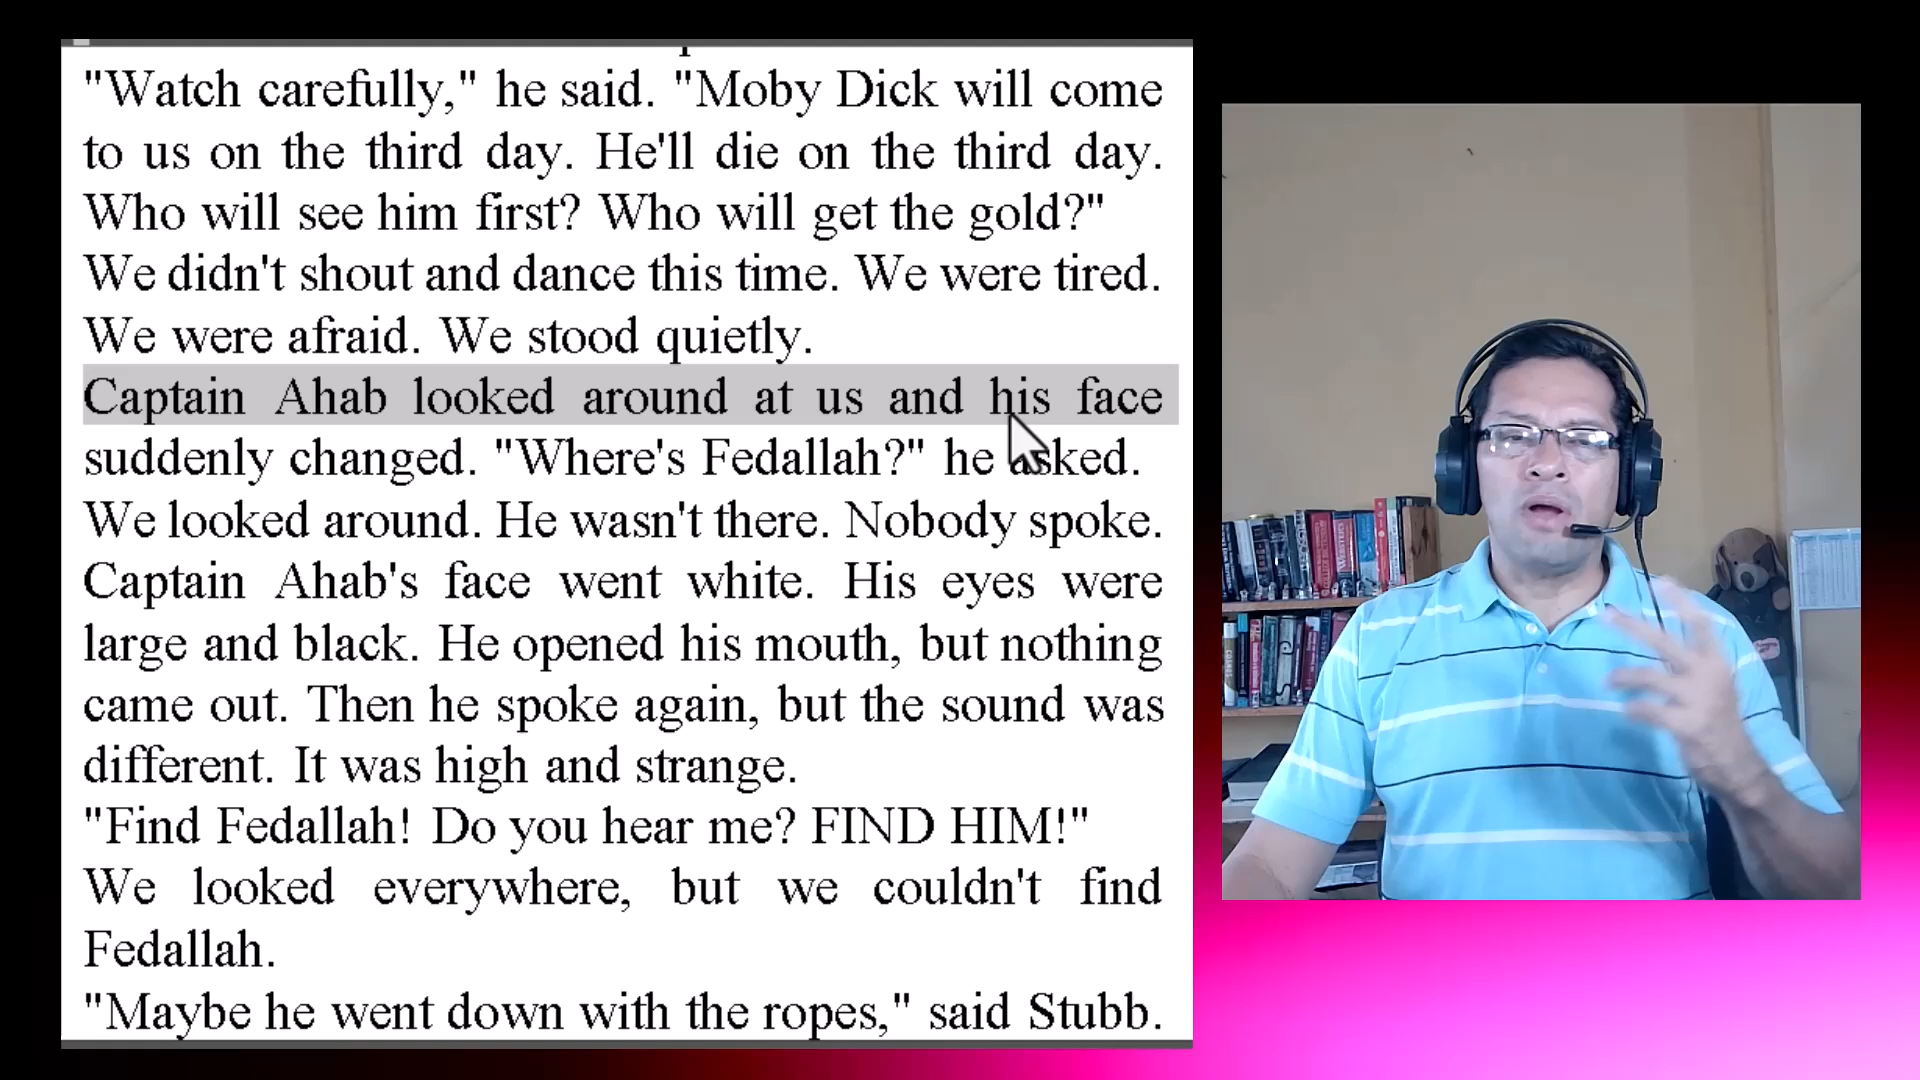 "Watch carefully," he said. "Moby Dick will come
to us on the third day. He'll die on the third day.
Who will see him first? Who will get the gold?"
We didn't shout and dance this time. We were tired.
We were afraid. We stood quietly.
Captain Ahab looked around at us and his face
suddenly changed. "Where's Fedallah?" he asked.
We looked around. He wasn't there. Nobody spoke.
Captain Ahab's face went white. His eyes were
large and black. He opened his mouth, but nothing
came out. Then he spoke again, but the sound was
different. It was high and strange.
"Find Fedallah! Do you hear me? FIND HIM!"
We looked everywhere, but we couldn't find
Fedallah.
"Maybe he went down with the ropes," said Stubb.